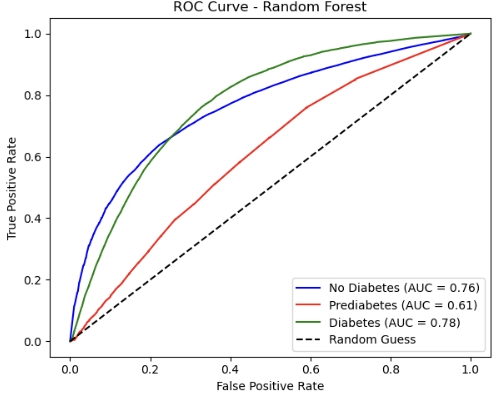 ROC Curve - Random Forest
True Positive Rate
1.0
0.8
0.6
0.4
0.2
0.0
No Diabetes (AUC = 0.76)
Prediabetes (AUC = 0.61)
Diabetes (AUC = 0.78)
Random Guess
0.0 0.2 0.4 0.6 0.8 1.0
False Positive Rate